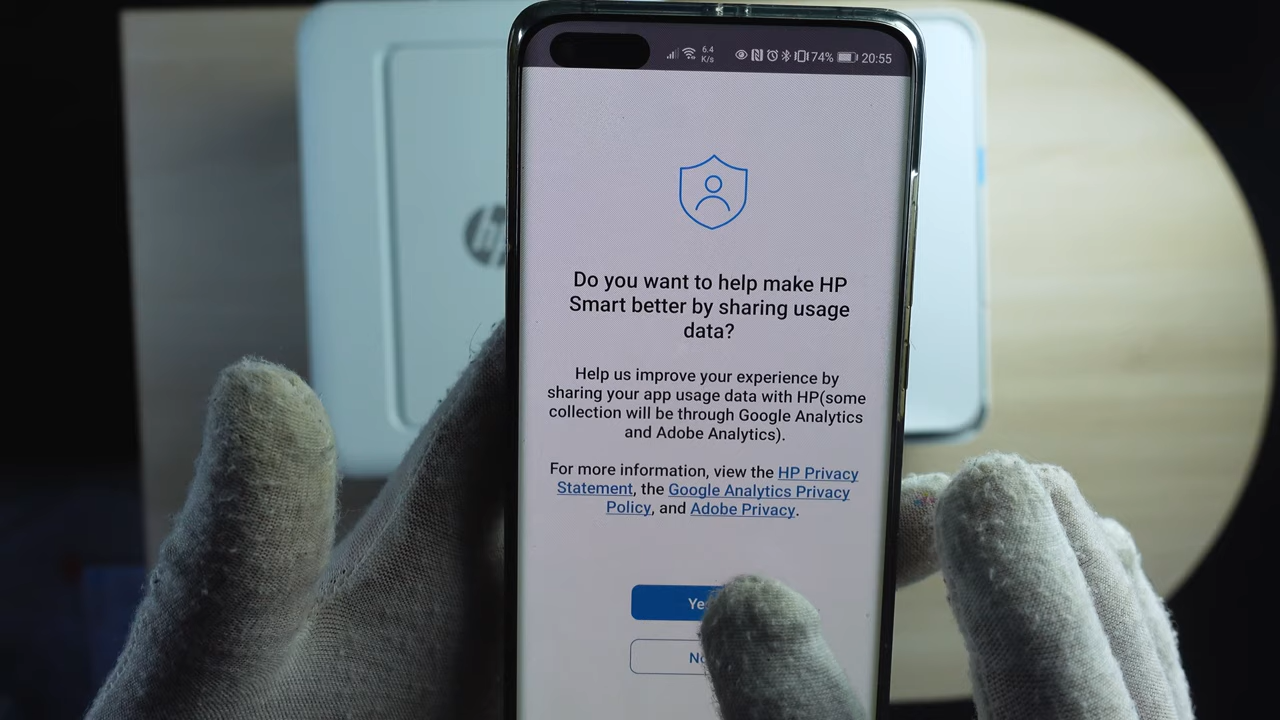 6.4
K/s
74%
20:55
hp
Do you want to help make HP
Smart better by sharing usage
data?
Help us improve your experience by
sharing your app usage data with HP(some
collection will be through Google Analytics
and Adobe Analytics).
For more information, view the HP Privacy
Statement, the Google Analytics Privacy
Policy, and Adobe Privacy.